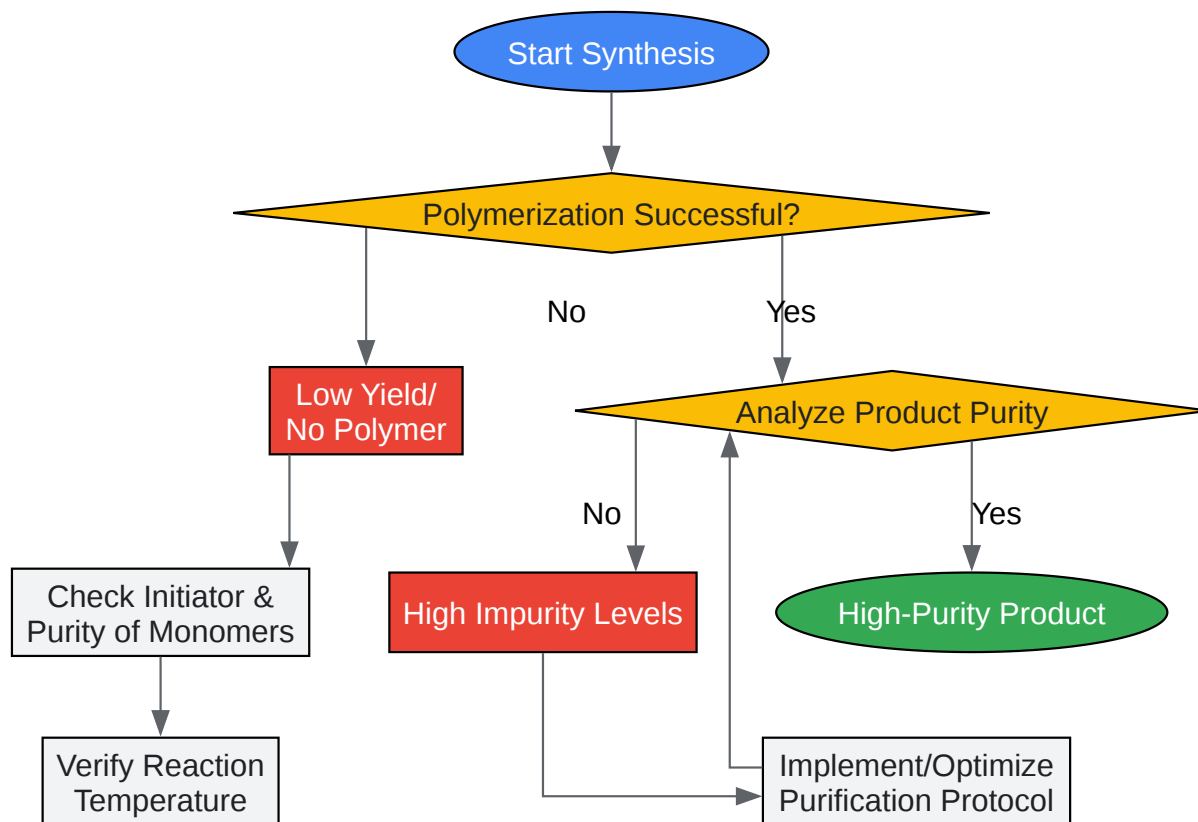 Start Synthesis
Polymerization Successful?
No
Yes
Low Yield/
No Polymer
Analyze Product Purity
No
Yes
Check Initiator &
Purity of Monomers
High Impurity Levels
High-Purity Product
Verify Reaction
Temperature
Implement/Optimize
Purification Protocol